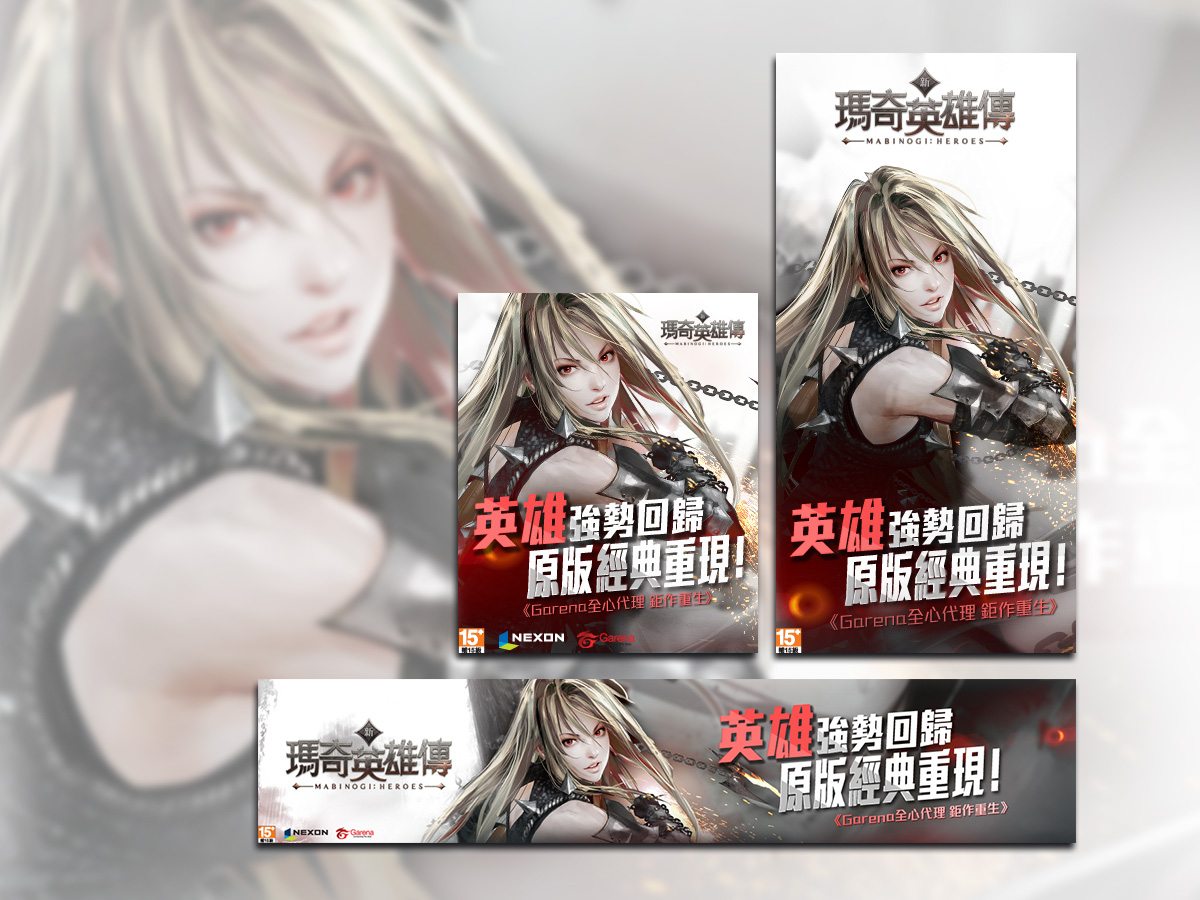 新
瑪奇英雄傳
MABINOGI:HEROES
英雄強勢回歸
原版經典重現!
《Garena全心代理 鉅作重生》
15+
新
瑪奇英雄傳
MABINOGI:HEROES
英雄強勢回歸
原版經典重現!
《Garena全心代理 鉅作重生》
15+
輔15級
NEXON
Garena
新
瑪奇英雄傳
MABINOGI:HEROES
英雄強勢回歸
原版經典重現!
《Garena全心代理 鉅作重生》
15+
NEXON
Garena